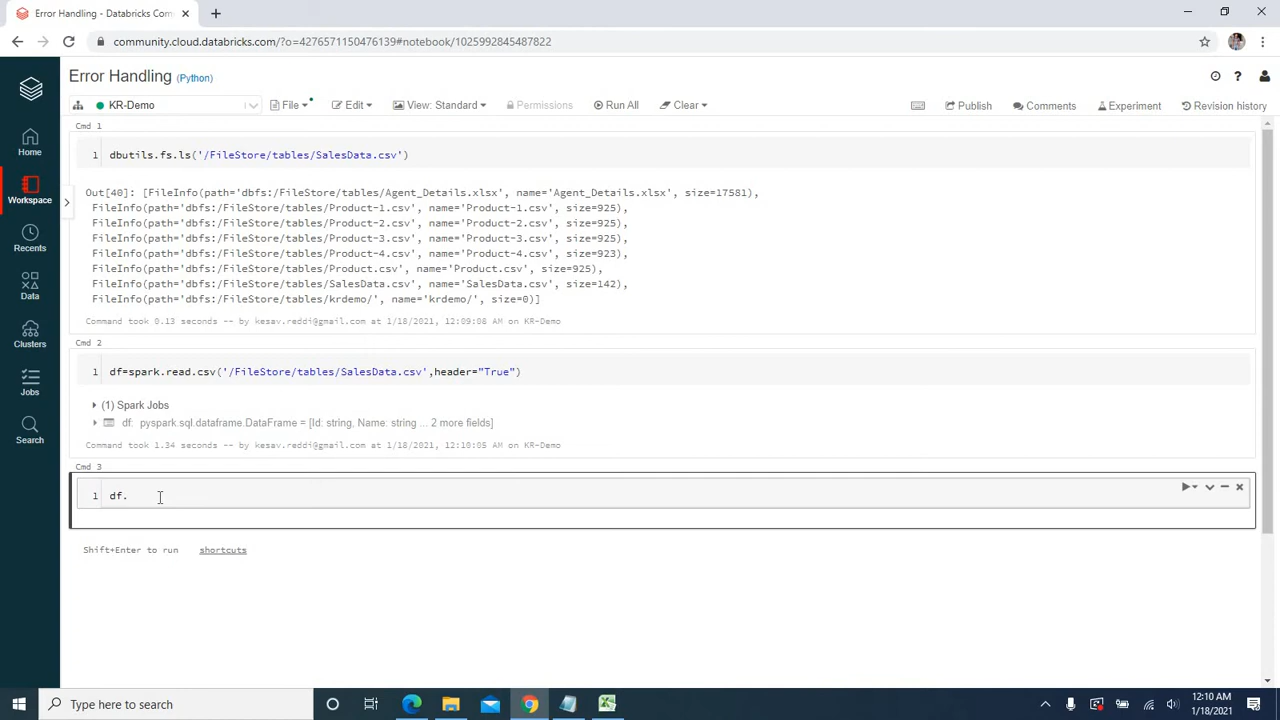 Error Handling - Databricks Com
community.cloud.databricks.com/?o=4276571150476139#notebook/1025992845487822
Error Handling (Python)
KR-Demo
File
Edit
View: Standard
Permissions
Run All
Clear
Publish
Comments
Experiment
Revision history
Home
Workspace
Recents
Data
Clusters
Jobs
Search
Cmd 1
1 dbutils.fs.ls('/FileStore/tables/SalesData.csv')
Out[40]: [FileInfo(path='dbfs:/FileStore/tables/Agent_Details.xlsx', name='Agent_Details.xlsx', size=17581),
FileInfo(path='dbfs:/FileStore/tables/Product-1.csv', name='Product-1.csv', size=925),
FileInfo(path='dbfs:/FileStore/tables/Product-2.csv', name='Product-2.csv', size=925),
FileInfo(path='dbfs:/FileStore/tables/Product-3.csv', name='Product-3.csv', size=925),
FileInfo(path='dbfs:/FileStore/tables/Product-4.csv', name='Product-4.csv', size=923),
FileInfo(path='dbfs:/FileStore/tables/Product.csv', name='Product.csv', size=925),
FileInfo(path='dbfs:/FileStore/tables/SalesData.csv', name='SalesData.csv', size=142),
FileInfo(path='dbfs:/FileStore/tables/krdemo/', name='krdemo/', size=0)]
Command took 0.13 seconds -- by kesav.reddi@gmail.com at 1/18/2021, 12:09:06 AM on KR-Demo
Cmd 2
1 df=spark.read.csv('/FileStore/tables/SalesData.csv',header="True")
(1) Spark Jobs
df: pyspark.sql.dataframe.DataFrame = [Id: string, Name: string ... 2 more fields]
Command took 1.34 seconds -- by kesav.reddi@gmail.com at 1/18/2021, 12:10:05 AM on KR-Demo
Cmd 3
1 df.
Shift+Enter to run shortcuts
Type here to search
12:10 AM
1/18/2021